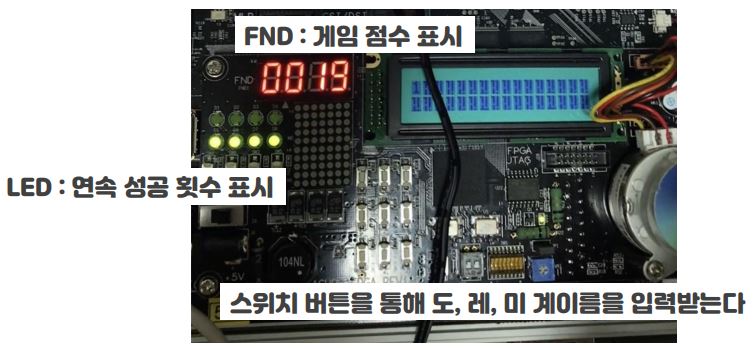 FND : 게임 점수 표시
FND
0019
LED : 연속 성공 횟수 표시
FPGA
JTAG
+5V
104NL
스위치 버튼을 통해 도, 레, 미 계이름을 입력받는다